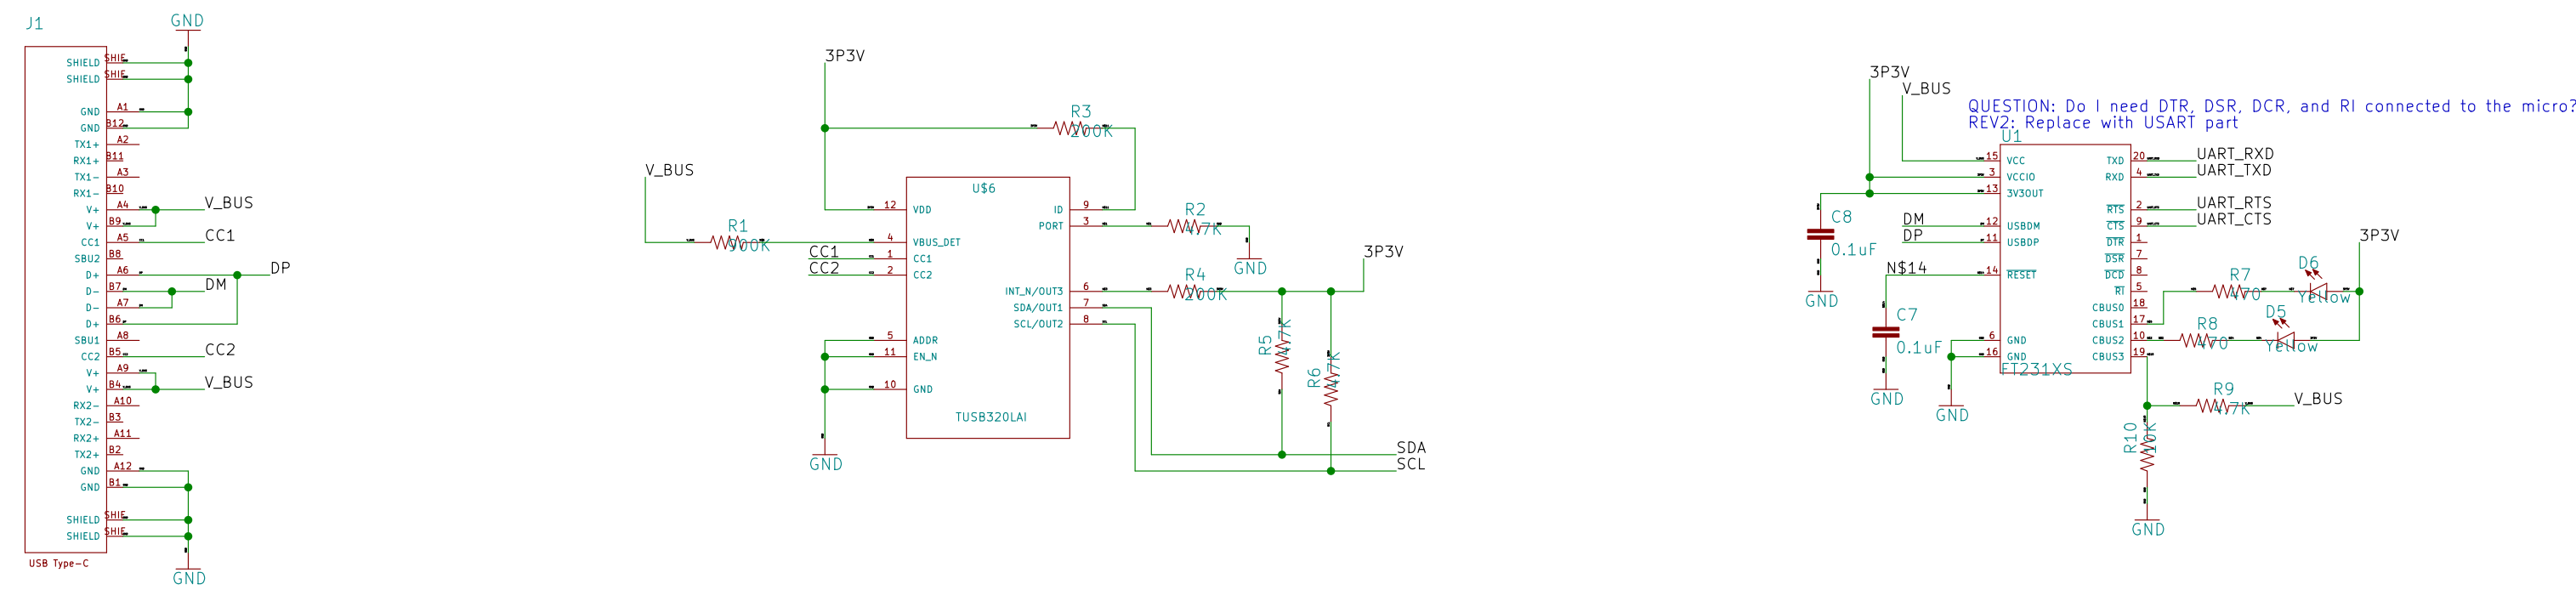 J1
GND
SHIELD SHIE
SHIELD SHIE
GND A1
GND B12
TX1+ A2
RX1+ B11
TX1- A3
RX1- B10
V+ A4 V_BUS
V+ B9
CC1 A5 CC1
SBU2 B8
D+ A6 DP
D- B7 DM
D- A7
D+ B6
SBU1 A8
CC2 B5 CC2
V+ A9
V+ B4 V_BUS
RX2- A10
TX2- B3
RX2+ A11
TX2+ B2
GND A12
GND B1
SHIELD SHIE
SHIELD SHIE
USB Type-C
GND
3P3V
R3
200K
V_BUS
R1
900K
U$6
12 VDD
4 VBUS_DET
CC1 1 CC1
CC2 2 CC2
5 ADDR
11 EN_N
10 GND
ID 9
PORT 3
INT_N/OUT3 6
SDA/OUT1 7
SCL/OUT2 8
TUSB320LAI
GND
R2
47K
GND
R4
200K
3P3V
R5
47K
R6
47K
SDA
SCL
3P3V
V_BUS
QUESTION: Do I need DTR, DSR, DCR, and RI connected to the micro?
REV2: Replace with USART part
U1
15 VCC
3 VCCIO
13 3V3OUT
DM 12 USBDM
DP 11 USBDP
N$14 14 RESET
6 GND
16 GND
FT231XS
TXD 20 UART_RXD
RXD 4 UART_TXD
RTS 2 UART_RTS
CTS 9 UART_CTS
DTR 1
DSR 7
DCD 8
RI 5
CBUS0 18
CBUS1 17
CBUS2 10
CBUS3 19
C8
0.1uF
GND
C7
0.1uF
GND
GND
3P3V
R7
470
D6
Yellow
R8
470
D5
Yellow
R9
47K
V_BUS
R10
10K
GND